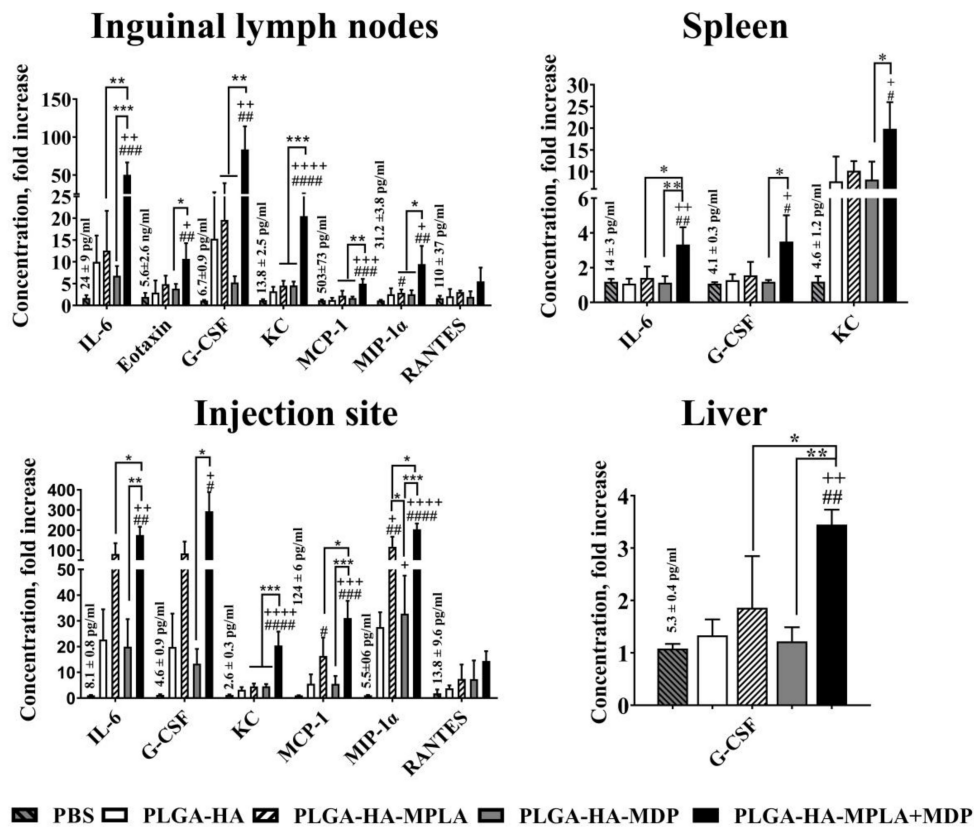 Inguinal lymph nodes
Concentration, fold increase
150
100
50
25
20
15
10
5
0
24 ± 9 pg/ml
5.6±2.6 ng/ml
6.7±0.9 pg/ml
13.8 ± 2.5 pg/ml
503±73 pg/ml
31.2 ±3.8 pg/ml
110 ± 37 pg/ml
**
***
++
###
*
+
##
**
++
##
***
++++
####
**
+++
###
#
*
+
##
IL-6
Eotaxin
G-CSF
KC
MCP-1
MIP-1α
RANTES
Spleen
Concentration, fold increase
30
25
20
15
10
6
4
2
0
14 ± 3 pg/ml
4.1 ± 0.3 pg/ml
4.6 ± 1.2 pg/ml
*
**
++
##
*
+
#
*
+
#
IL-6
G-CSF
KC
Injection site
Concentration, fold increase
400
300
200
100
50
40
30
20
10
0
8.1 ± 0.8 pg/ml
4.6 ± 0.9 pg/ml
2.6 ± 0.3 pg/ml
124 ± 6 pg/ml
5.5±06 pg/ml
13.8 ± 9.6 pg/ml
*
**
++
##
*
+
#
***
++++
####
#
*
***
+++
###
+
##
*
+
*
***
++++
####
IL-6
G-CSF
KC
MCP-1
MIP-1α
RANTES
Liver
Concentration, fold increase
4
3
2
1
0
5.3 ± 0.4 pg/ml
*
**
++
##
G-CSF
PBS PLGA-HA PLGA-HA-MPLA PLGA-HA-MDP PLGA-HA-MPLA+MDP